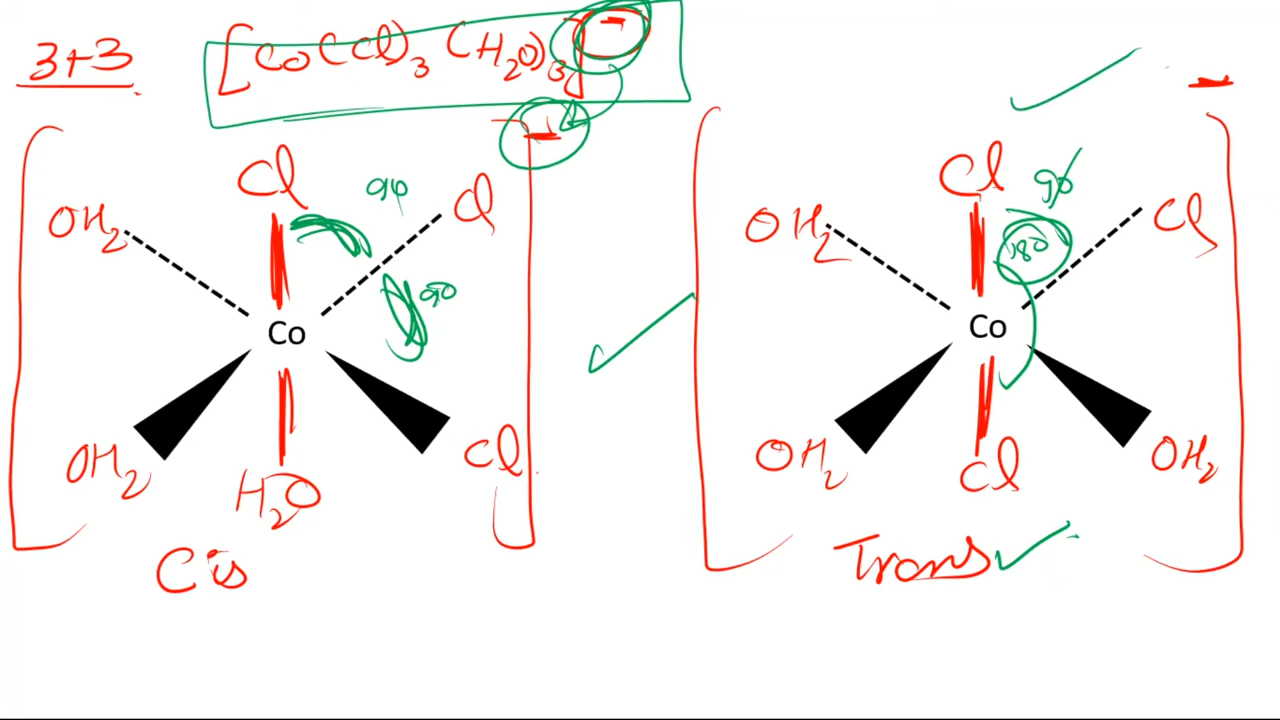 3+3 [Co(Cl)3(H2O)3]-
-
-
Cl 90 Cl
OH2
90
Co
OH2 Cl
H2O
Cis
Cl 90
OH2 180 Cl
Co
OH2 Cl OH2
Trans